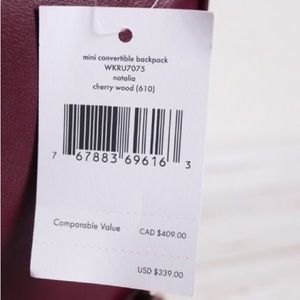 mini convertible backpack
WKRU7075
natalia
cherry wood (610)
7 67883 69616 3
Comparable Value CAD $409.00
USD $339.00